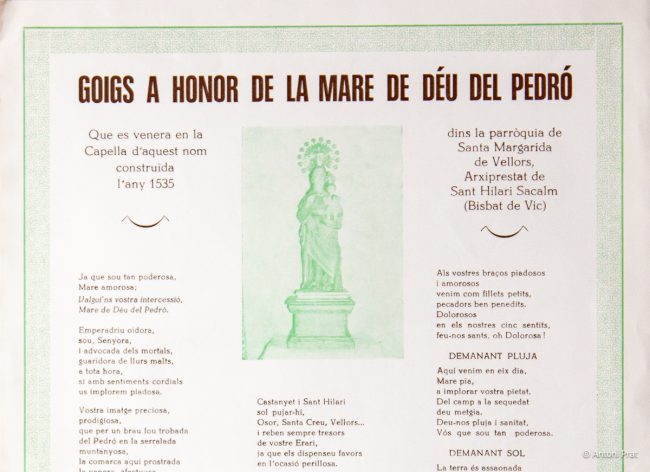 GOIGS A HONOR DE LA MARE DE DÉU DEL PEDRÓ
Que es venera en la
Capella d'aquest nom
construïda
l'any 1535
dins la parròquia de
Santa Margarida
de Vellors,
Arxiprestat de
Sant Hilari Sacalm
(Bisbat de Vic)
Ja que sou tan poderosa,
Mare amorosa;
Valgui'ns vostra intercessió,
Mare de Déu del Pedró.
Emperadriu oïdora,
sou, Senyora,
i advocada dels mortals,
guaridora de llurs malts,
a tota hora,
si amb sentiments cordials
us implorem piadosa.
Vostra imatge preciosa,
prodigiosa,
que per un brau fou trobada
del Pedró en la serralada
muntanyosa,
la comarca aquí prostrada
la venera, afectuosa
Castanyet i Sant Hilari
sol pujar-hi,
Osor, Santa Creu, Vellors...
i reben sempre tresors
de vostre Erari,
ja que els dispenseu favors
en l'ocasió perillosa.
Als vostres braços piadosos
i amorosos
venim com fillets petits,
pecadors ben penedits.
Dolorosos
en els nostres cinc sentits,
feu-nos sants, oh Dolorosa!
DEMANANT PLUJA
Aquí venim en eix dia,
Mare pia,
a implorar vostra pietat.
Del camp a la sequedat
deu metgia.
Deu-nos pluja i sanitat,
Vós que sou tan poderosa.
DEMANANT SOL
La terra és assaonada
© Antoni Prat